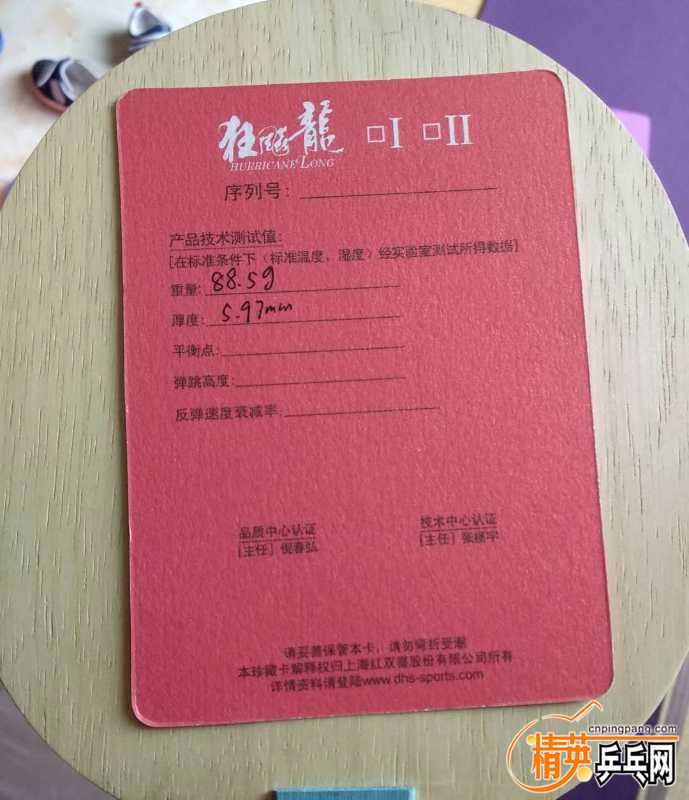 狂飚龍 □I □II
HURRICANE LONG
序列号：
产品技术测试值：
[在标准条件下（标准温度、湿度）经实验室测试所得数据]
重量: 88.5g
厚度: 5.97mm
平衡点:
弹跳高度:
反弹速度衰减率:
品质中心认证 技术中心认证
[主任] 倪春弘 [主任] 张继宇
请妥善保管本卡，请勿弯折受潮
本珍藏卡解释权归上海红双喜股份有限公司所有
详情资料请登陆www.dhs-sports.com
cnpingpang.com
精英乒乓网